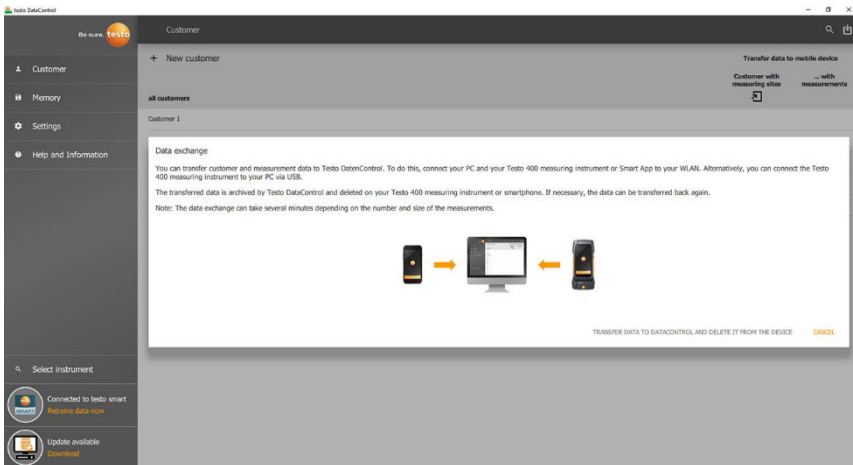 testo DataControl
Be sure. testo
Customer
Customer
Memory
Settings
Help and Information
+ New customer
Transfer data to mobile device
Customer with
measuring sites
... with
measurements
all customers
Customer 1
Data exchange
You can transfer customer and measurement data to Testo DatenControl. To do this, connect your PC and your Testo 400 measuring instrument or Smart App to your WLAN. Alternatively, you can connect the Testo
400 measuring instrument to your PC via USB.
The transferred data is archived by Testo DataControl and deleted on your Testo 400 measuring instrument or smartphone. If necessary, the data can be transferred back again.
Note: The data exchange can take several minutes depending on the number and size of the measurements.
TRANSFER DATA TO DATACONTROL AND DELETE IT FROM THE DEVICE
CANCEL
Select instrument
SMART
Connected to testo smart
Retreive data now
Update available
Download